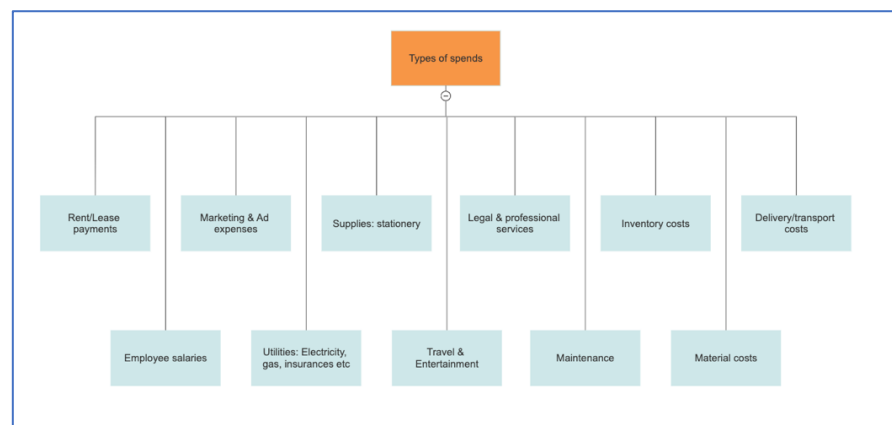 Types of spends
Rent/Lease
payments
Marketing & Ad
expenses
Supplies: stationery
Legal & professional
services
Inventory costs
Delivery/transport
costs
Employee salaries
Utilities: Electricity,
gas, insurances etc
Travel &
Entertainment
Maintenance
Material costs